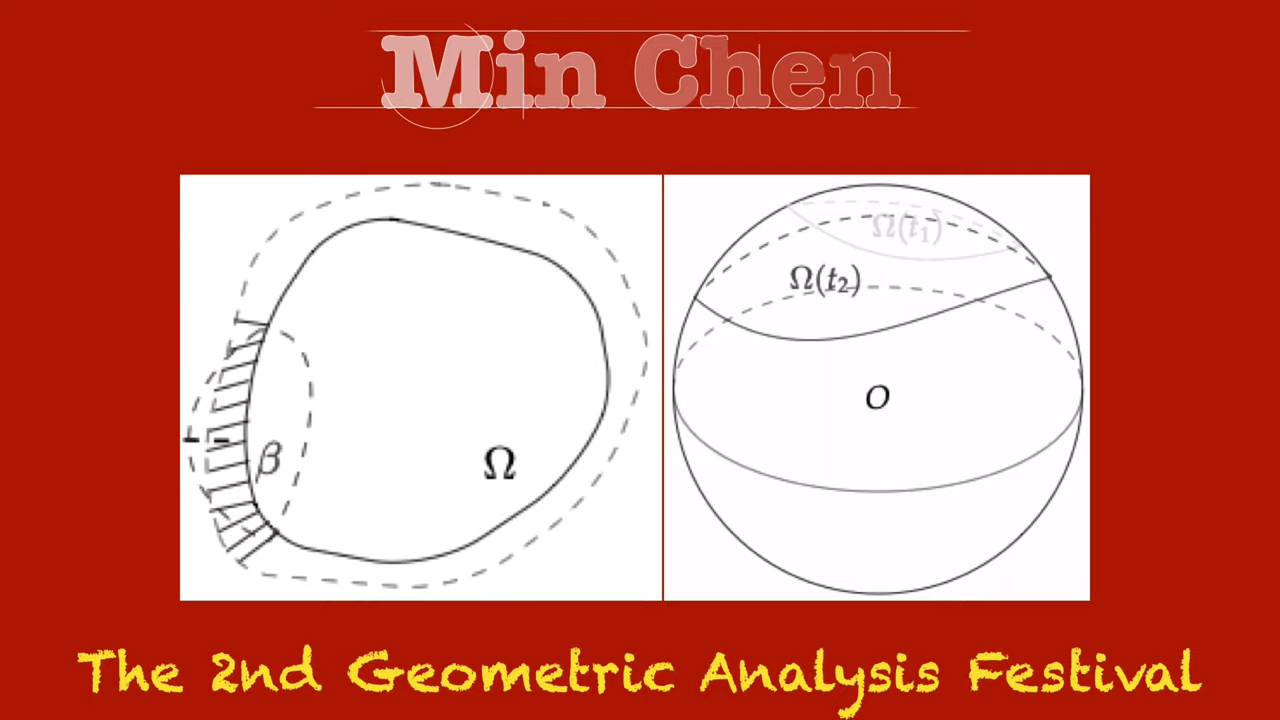 Min Chen
Ω(t₁)
Ω(t₂)
O
β
Ω
The 2nd Geometric Analysis Festival